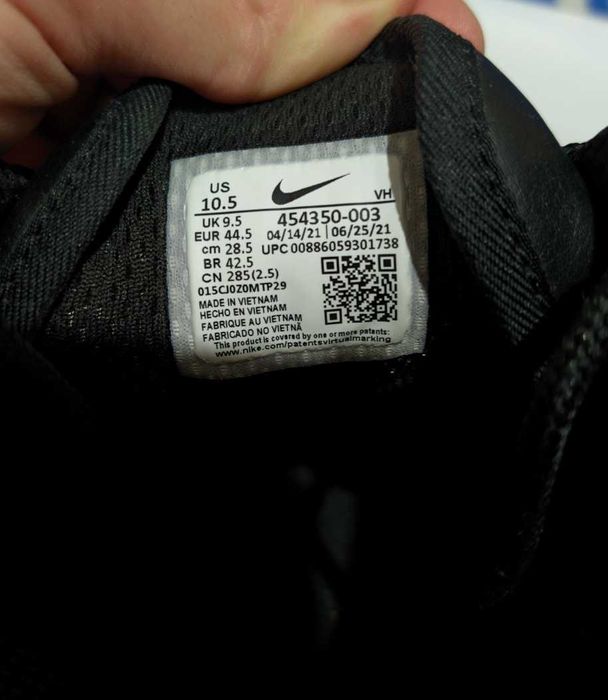 US
10.5
VH
UK 9.5
454350-003
EUR 44.5
04/14/21 | 06/25/21
cm 28.5
UPC 00886059301738
BR 42.5
CN 285(2.5)
015CJ0Z0MTP29
MADE IN VIETNAM
HECHO EN VIETNAM
FABRIQUE AU VIETNAM
FABRICADO NO VIETNÃ
This product is covered by one or more patents:
www.nike.com/patentsvirtualmarking